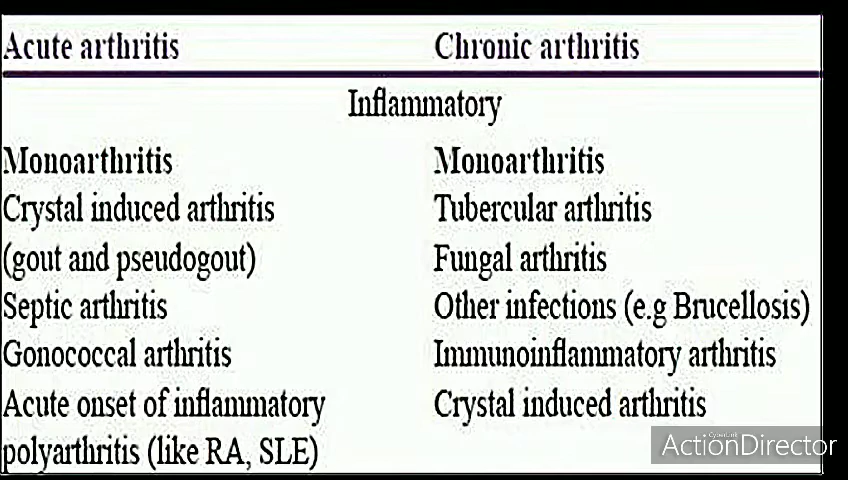 Acute arthritis Chronic arthritis
Inflammatory
Monoarthritis Monoarthritis
Crystal induced arthritis Tubercular arthritis
(gout and pseudogout) Fungal arthritis
Septic arthritis Other infections (e.g Brucellosis)
Gonococcal arthritis Immunoinflammatory arthritis
Acute onset of inflammatory Crystal induced arthritis
polyarthritis (like RA, SLE)
CyberLink
ActionDirector